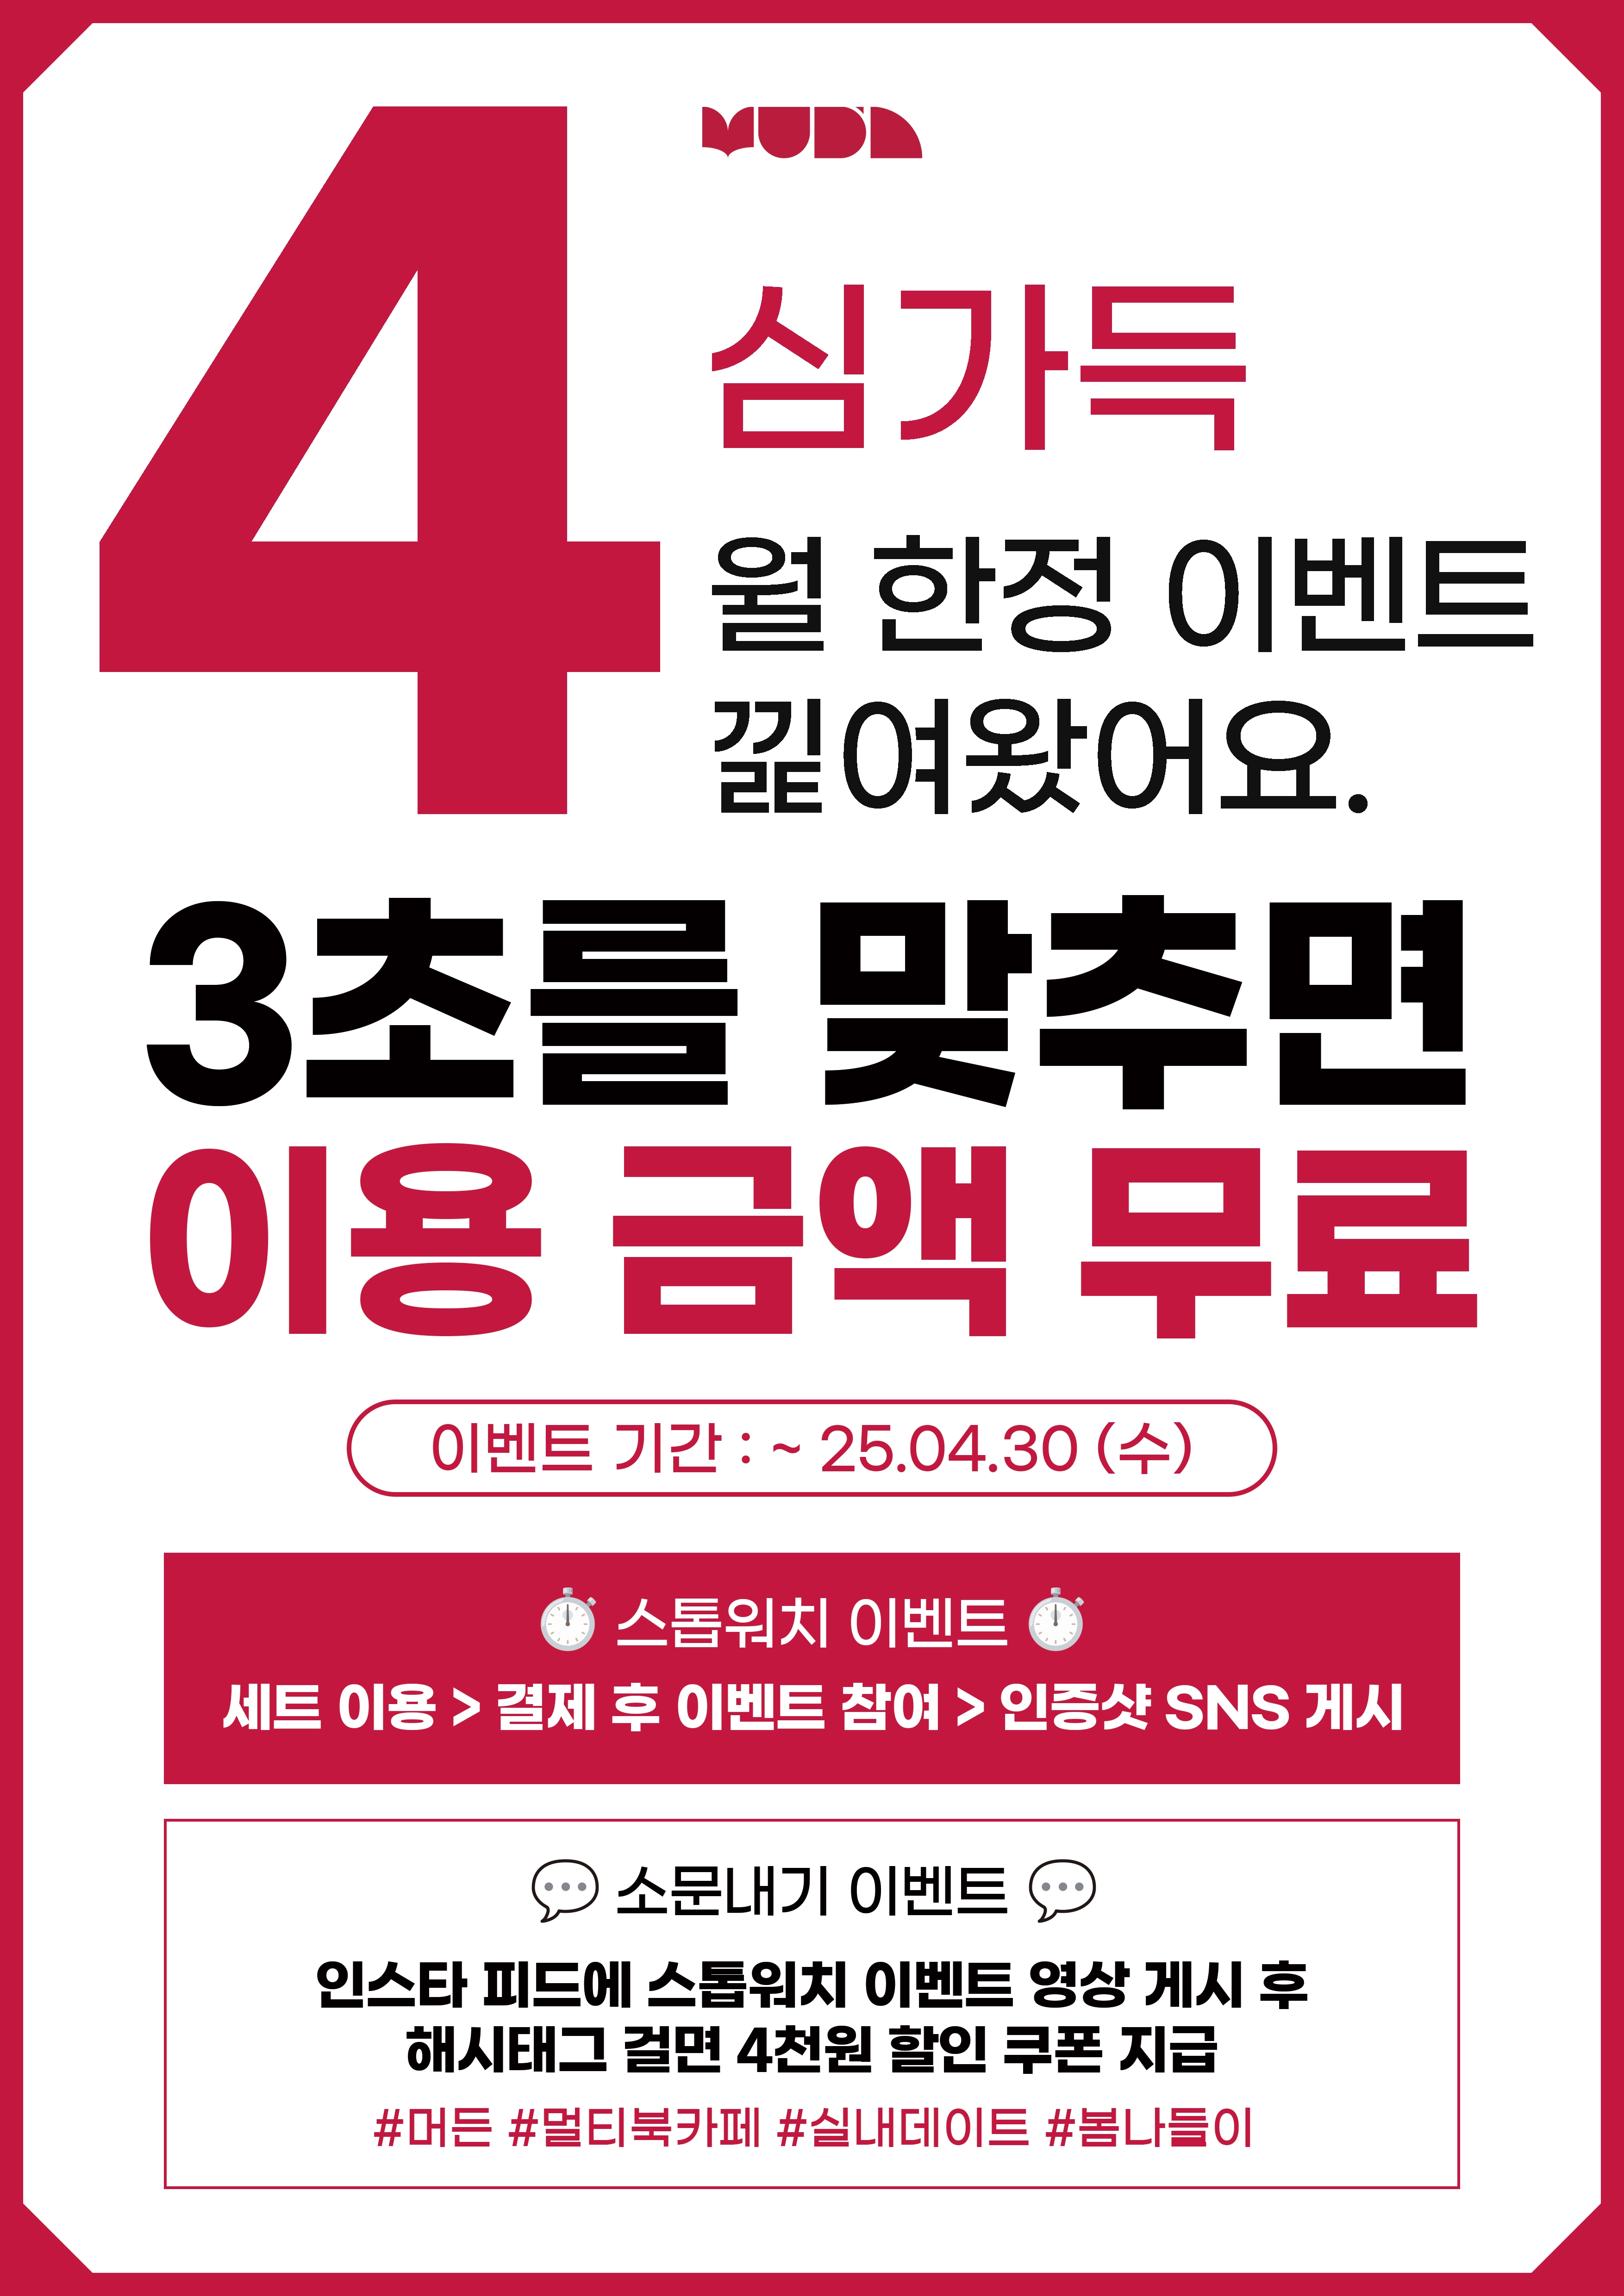 4심가득
월 한정 이벤트
낉여왔어요.
3초를 맞추면
이용 금액 무료
이벤트 기간 : ~ 25.04.30 (수)
스톱워치 이벤트
세트 이용 > 결제 후 이벤트 참여 > 인증샷 SNS 게시
소문내기 이벤트
인스타 피드에 스톱워치 이벤트 영상 게시 후
해시태그 걸면 4천원 할인 쿠폰 지급
#머든 #멀티북카페 #실내데이트 #봄나들이